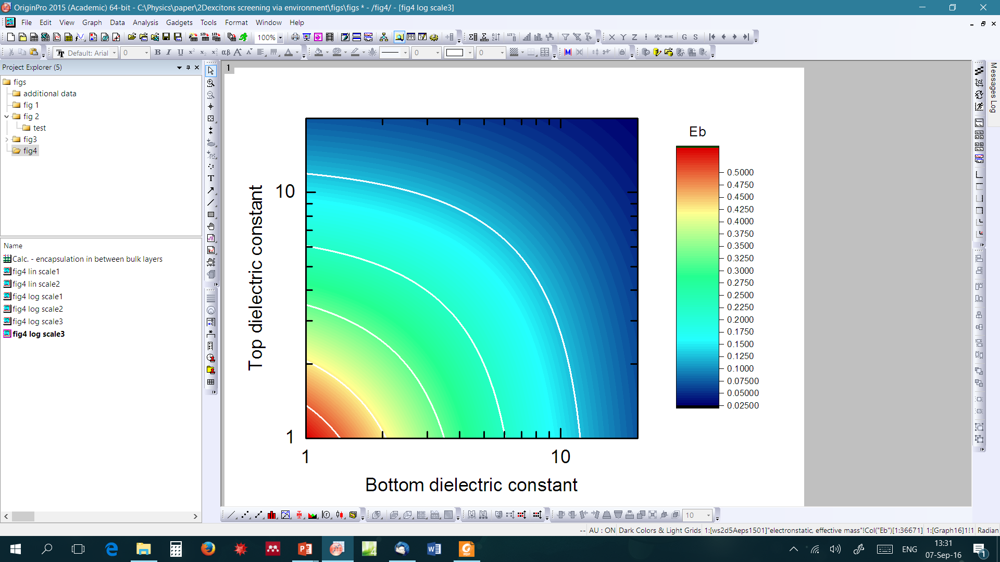 OriginPro 2015 (Academic) 64-bit - C:\Physics\paper\2Dexcitons screening via environment\figs\figs * - /fig4/ - [fig4 log scale3]
File Edit View Graph Data Analysis Gadgets Tools Format Window Help
100%
X Y Z G S
Default: Arial 0 B I U αβ A A A 0 0 M
Project Explorer (5)
figs
additional data
fig 1
fig 2
test
fig3
fig4
Name
Calc. - encapsulation in between bulk layers
fig4 lin scale1
fig4 lin scale2
fig4 log scale1
fig4 log scale2
fig4 log scale3
fig4 log scale3
T
1
Top dielectric constant
10
1
1
10
Bottom dielectric constant
Eb
0.5000
0.4750
0.4500
0.4250
0.4000
0.3750
0.3500
0.3250
0.3000
0.2750
0.2500
0.2250
0.2000
0.1750
0.1500
0.1250
0.1000
0.07500
0.05000
0.02500
Messages Log
10
-- AU : ON Dark Colors & Light Grids 1:[ws2d5Aeps1501]"electronstatic, effective mass"!Col("Eb")[1:36671] 1:[Graph16]1!1 Radian
ENG
13:31
07-Sep-16
1